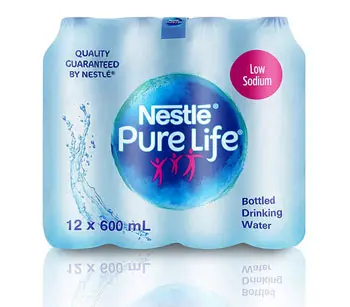 QUALITY
GUARANTEED
BY NESTLÉ®
Low
Sodium
Nestlé®
Pure Life®
12 x 600 mL
Bottled
Drinking
Water